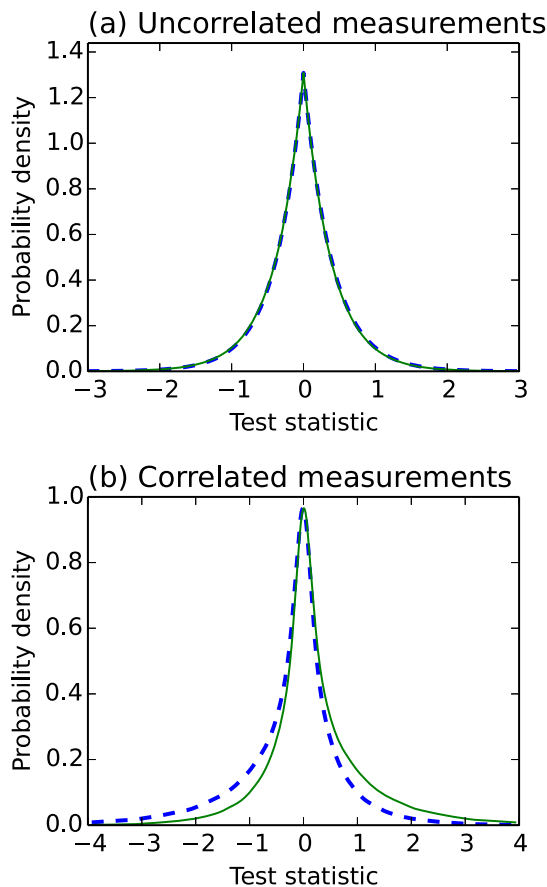 (a) Uncorrelated measurements
1.4
1.2
1.0
0.8
0.6
0.4
0.2
0.0
Probability density
−3 −2 −1 0 1 2 3
Test statistic
(b) Correlated measurements
1.0
0.8
0.6
0.4
0.2
0.0
Probability density
−4 −3 −2 −1 0 1 2 3 4
Test statistic